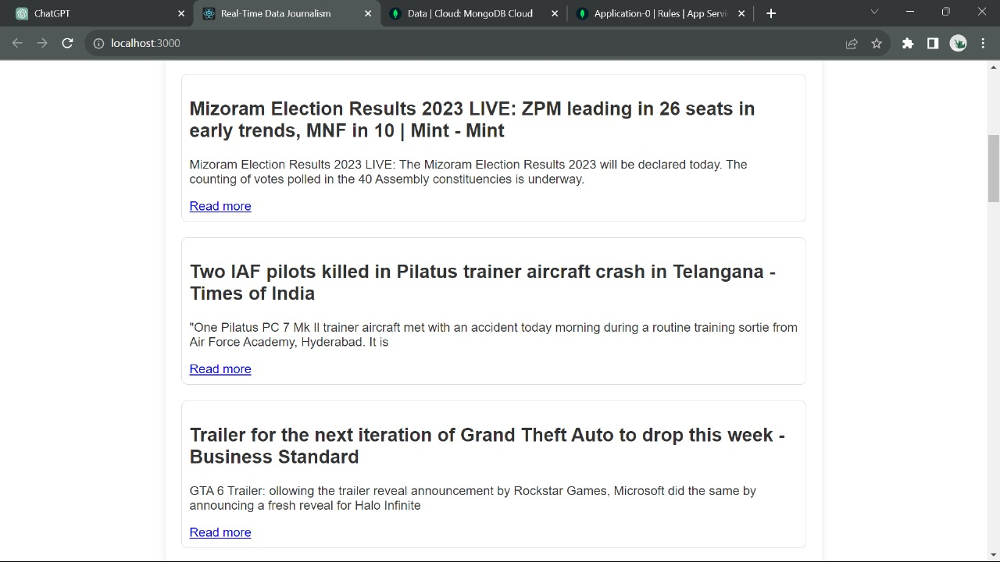 ChatGPT
Real-Time Data Journalism
Data | Cloud: MongoDB Cloud
Application-0 | Rules | App Servi
localhost:3000
Mizoram Election Results 2023 LIVE: ZPM leading in 26 seats in
early trends, MNF in 10 | Mint - Mint
Mizoram Election Results 2023 LIVE: The Mizoram Election Results 2023 will be declared today. The
counting of votes polled in the 40 Assembly constituencies is underway.
Read more
Two IAF pilots killed in Pilatus trainer aircraft crash in Telangana -
Times of India
"One Pilatus PC 7 Mk II trainer aircraft met with an accident today morning during a routine training sortie from
Air Force Academy, Hyderabad. It is
Read more
Trailer for the next iteration of Grand Theft Auto to drop this week -
Business Standard
GTA 6 Trailer: ollowing the trailer reveal announcement by Rockstar Games, Microsoft did the same by
announcing a fresh reveal for Halo Infinite
Read more